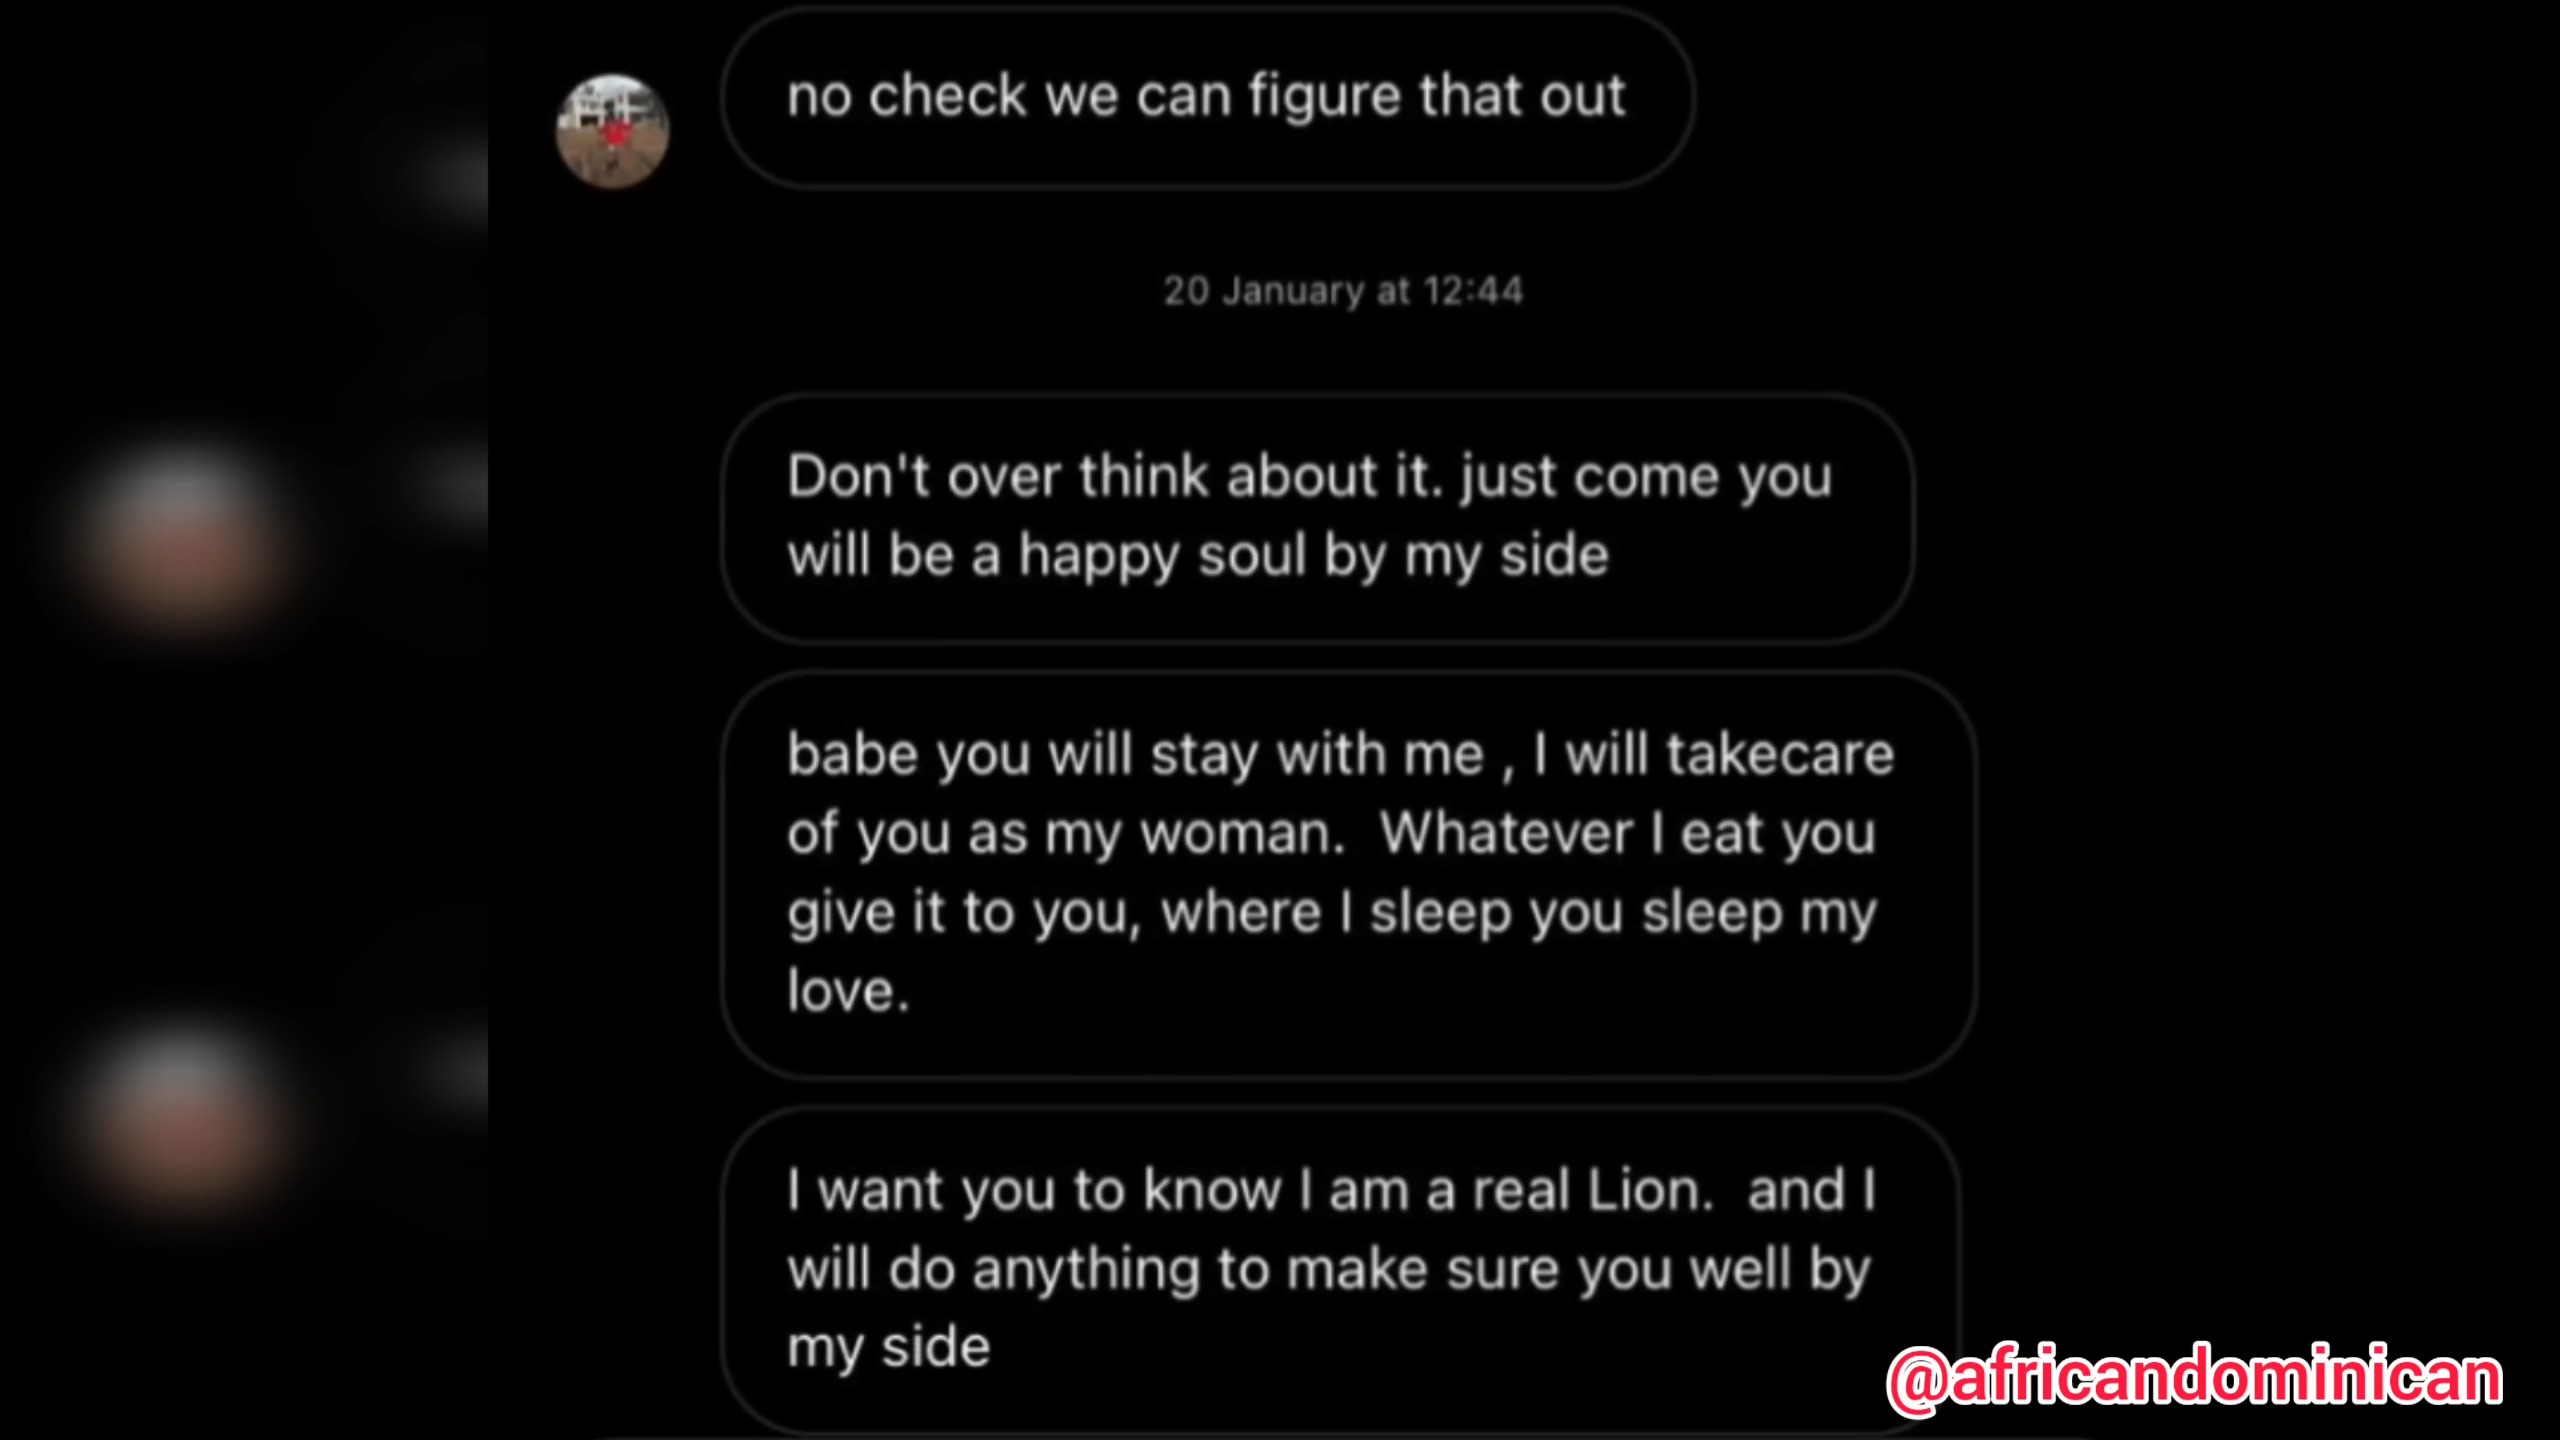 no check we can figure that out
20 January at 12:44
Don't over think about it. just come you
will be a happy soul by my side
babe you will stay with me , I will takecare
of you as my woman.  Whatever I eat you
give it to you, where I sleep you sleep my
love.
I want you to know I am a real Lion.  and I
will do anything to make sure you well by
my side
@africandominican